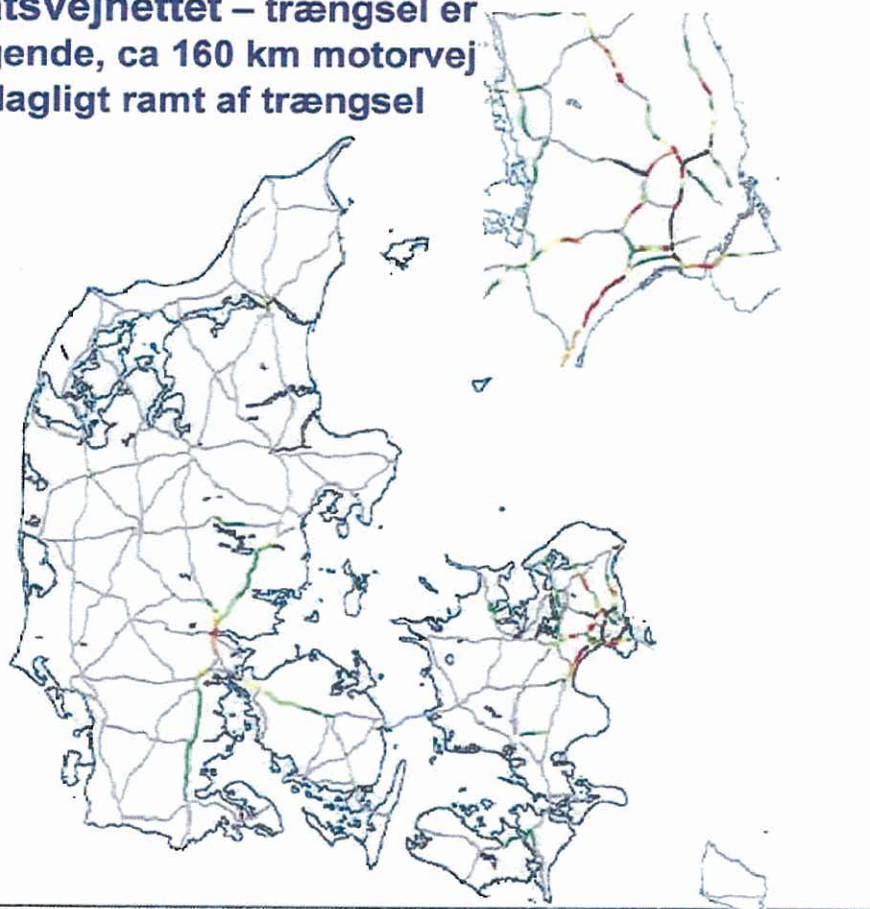 tsvejnettet – trængsel er
gende, ca 160 km motorvej
dagligt ramt af trængsel